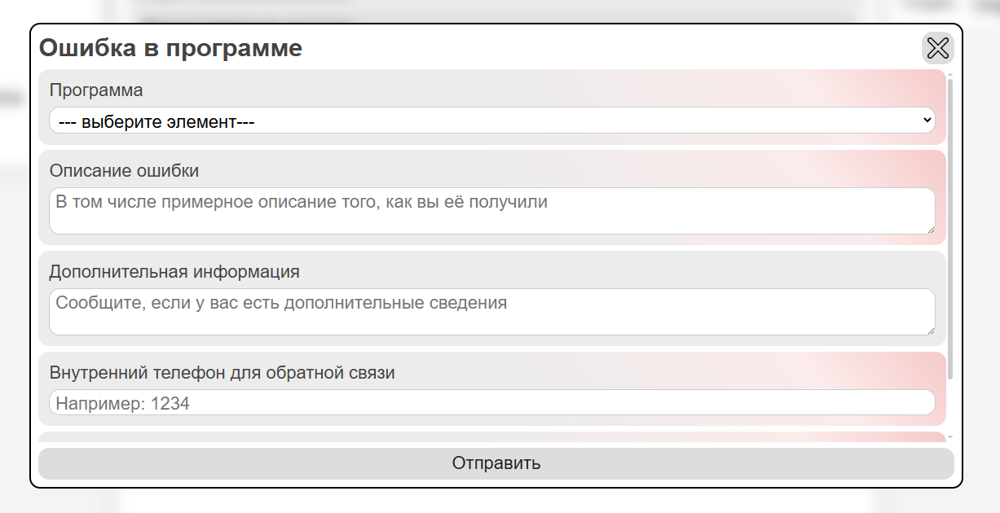 Ошибка в программе
Программа
--- выберите элемент---
Описание ошибки
В том числе примерное описание того, как вы её получили
Дополнительная информация
Сообщите, если у вас есть дополнительные сведения
Внутренний телефон для обратной связи
Например: 1234
Отправить